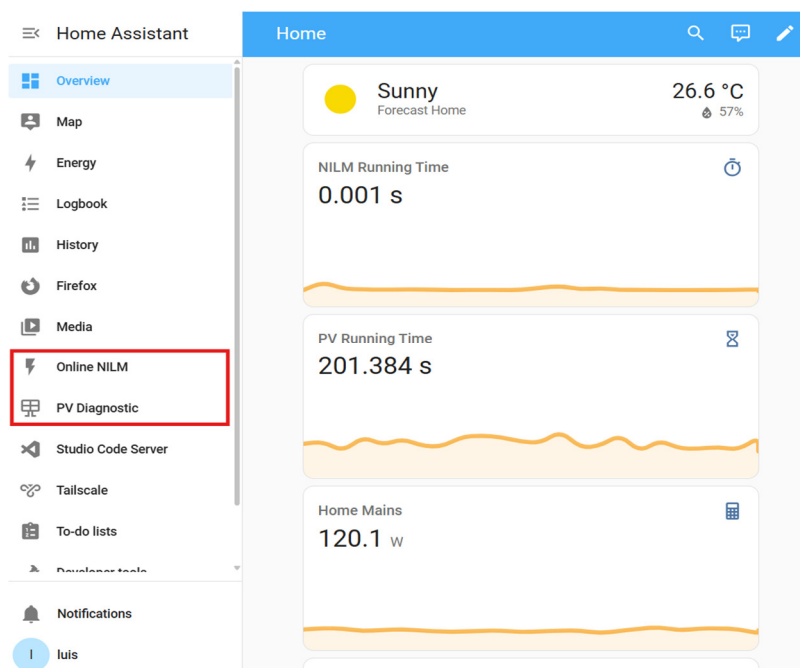 Home Assistant
Overview
Map
Energy
Logbook
History
Firefox
Media
Online NILM
PV Diagnostic
Studio Code Server
Tailscale
To-do lists
Developer tools
Notifications
l luis
Home
Sunny
Forecast Home
26.6 °C
57%
NILM Running Time
0.001 s
PV Running Time
201.384 s
Home Mains
120.1 W